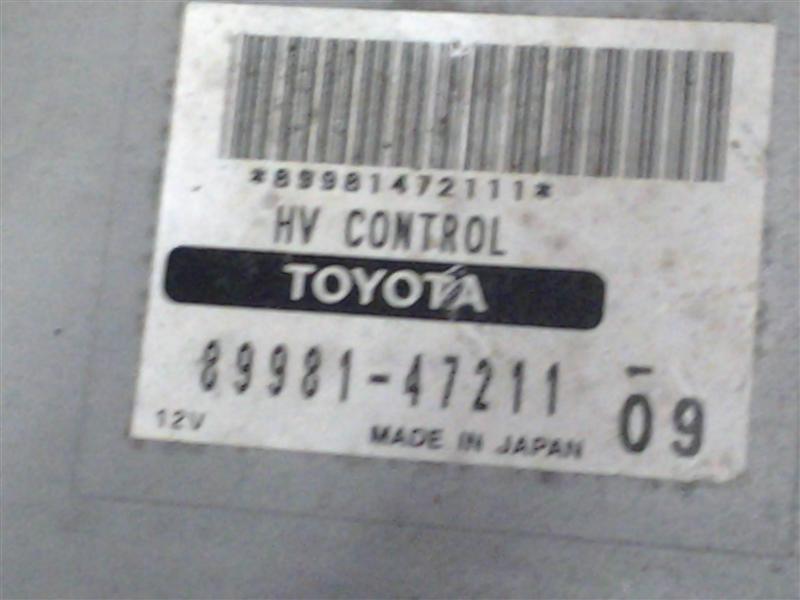 *89981472111*
HV CONTROL
TOYOTA
89981-47211
-
09
12V
MADE IN JAPAN